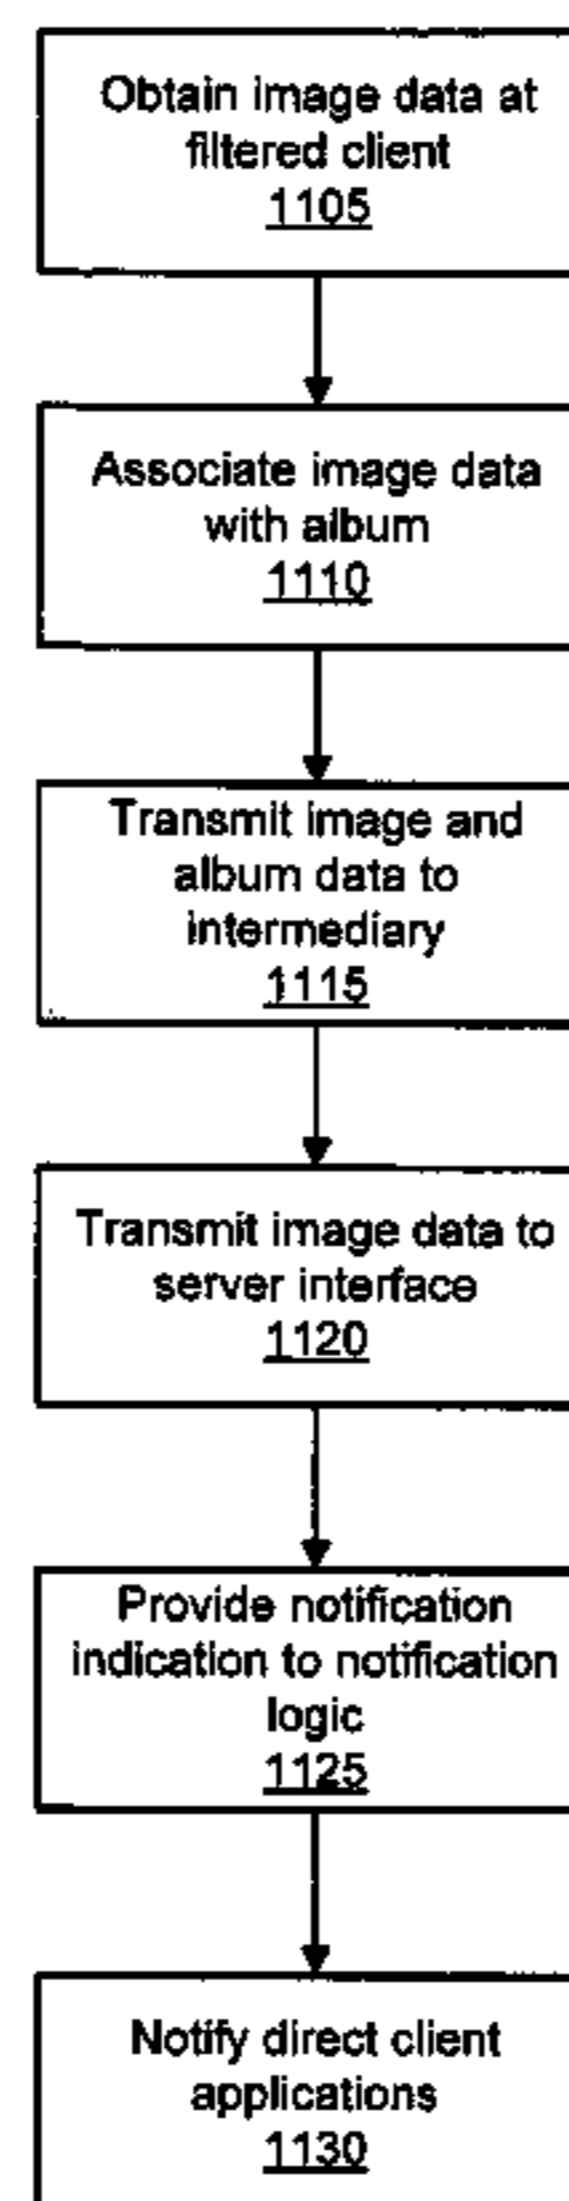 Obtain image data at
filtered client
1105
Associate image data
with album
1110
Transmit image and
album data to
intermediary
1115
Transmit image data to
server interface
1120
Provide notification
indication to notification
logic
1125
Notify direct client
applications
1130